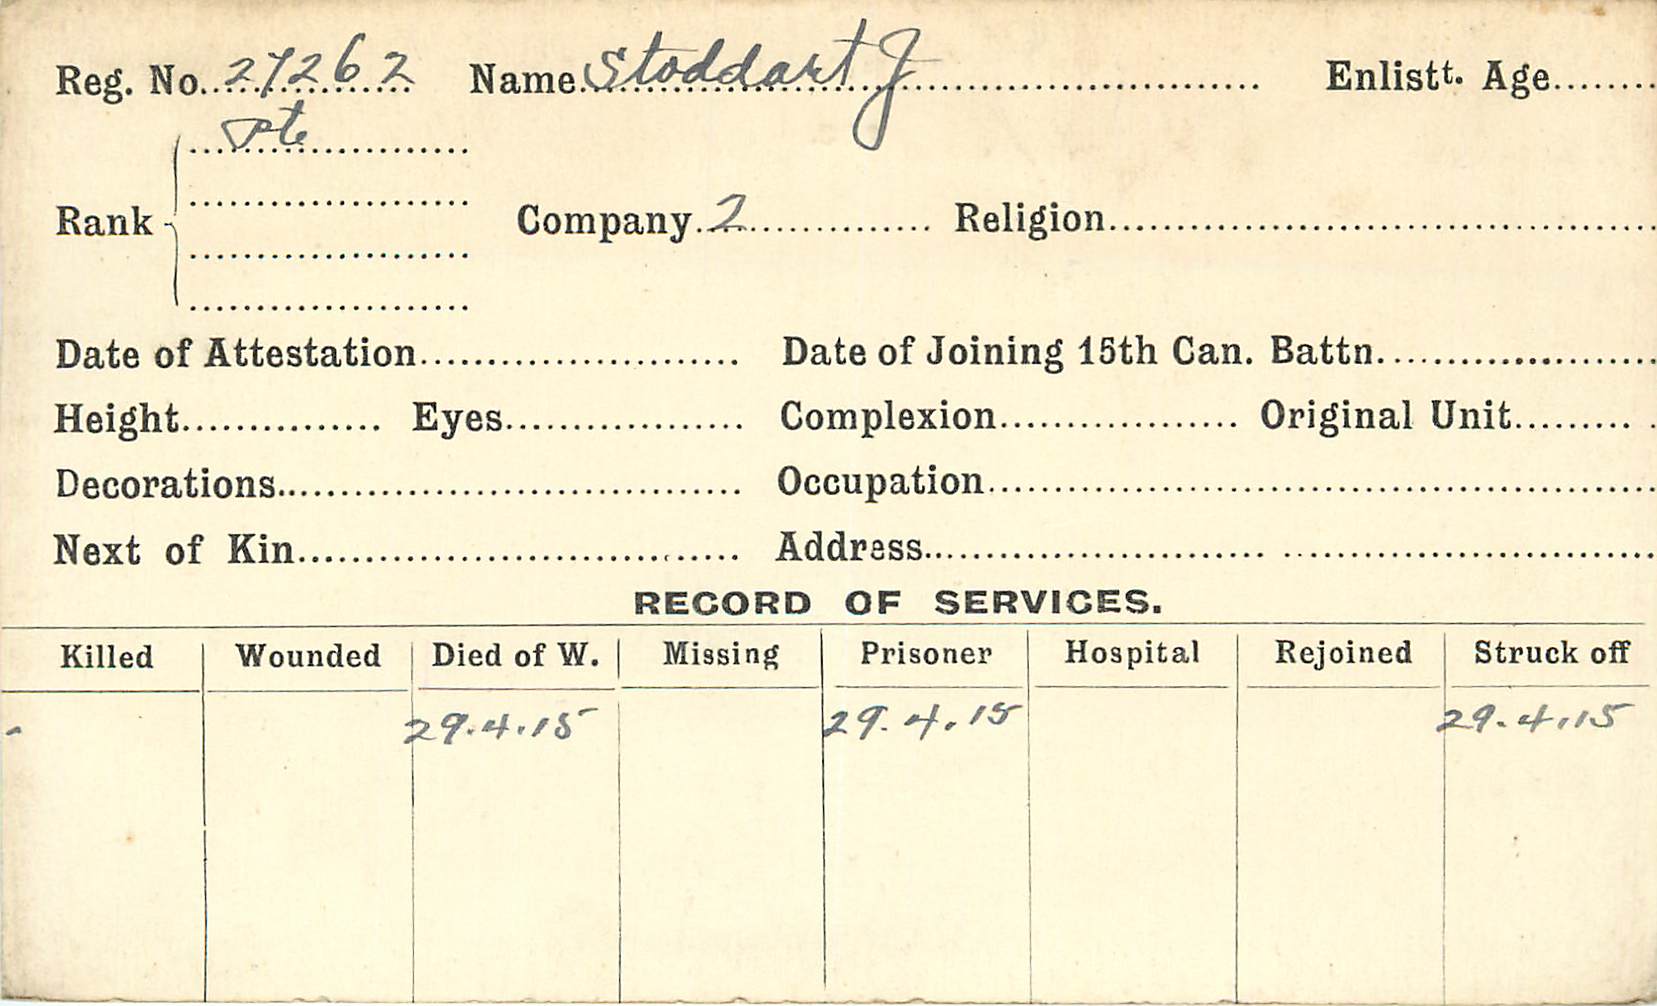 Reg. No. 27262 Name Stoddart J Enlistt. Age
Pte
Rank Company 2 Religion
Date of Attestation Date of Joining 15th Can. Battn.
Height Eyes Complexion Original Unit
Decorations Occupation
Next of Kin Address
RECORD OF SERVICES.
Killed Wounded Died of W. Missing Prisoner Hospital Rejoined Struck off
29.4.15 29.4.15 29.4.15